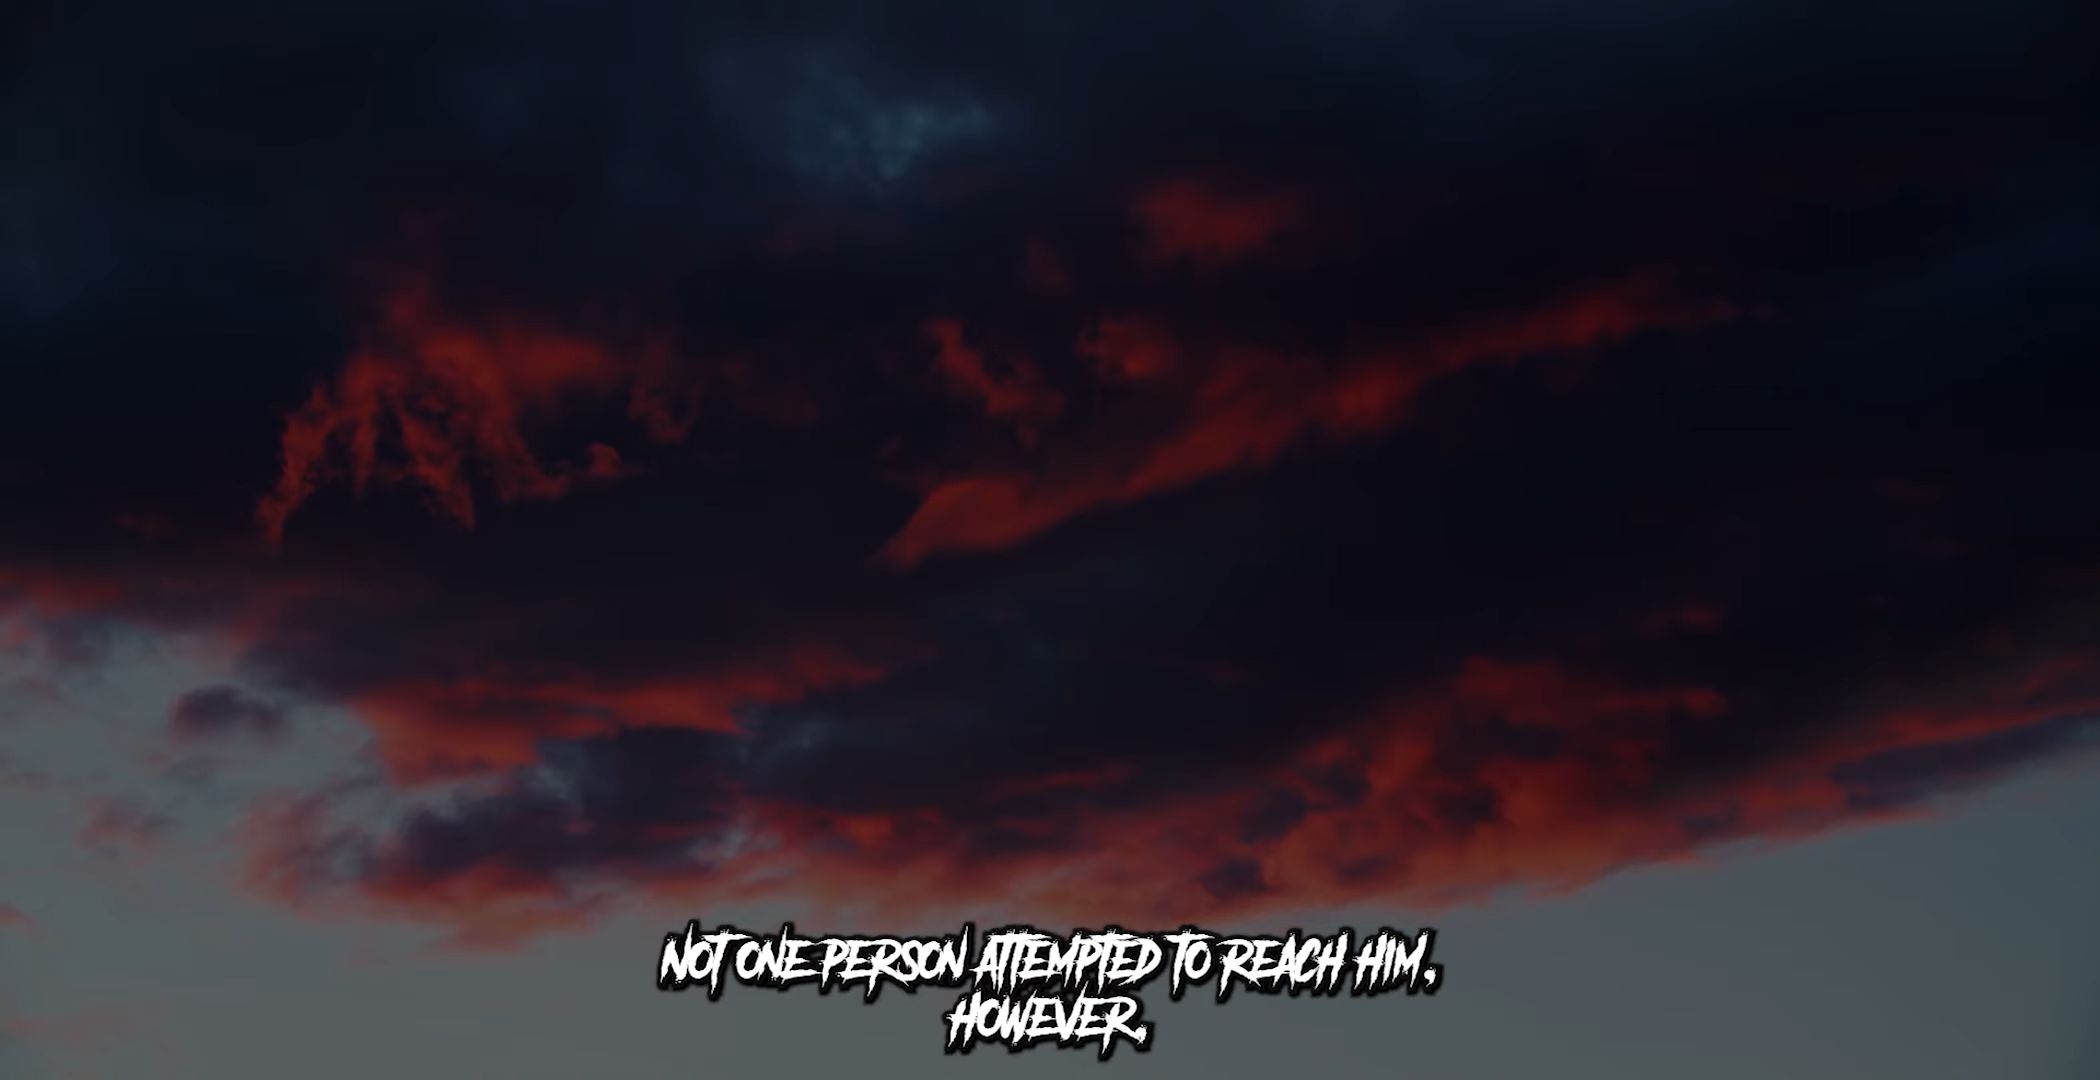 NOT ONE PERSON ATTEMPTED TO REACH HIM,
HOWEVER,